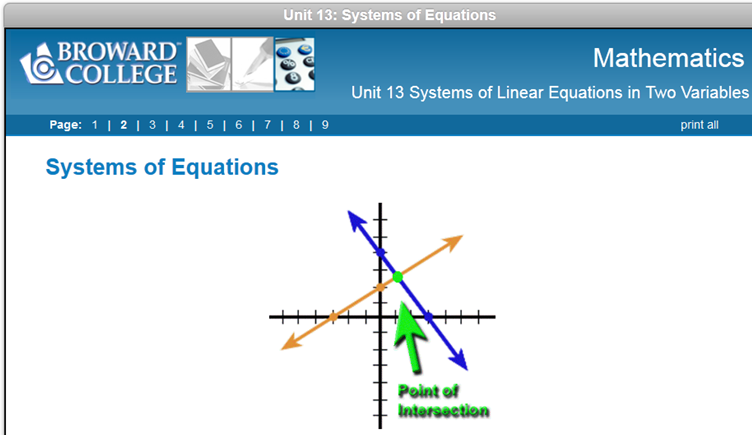 Unit 13: Systems of Equations
BROWARD
COLLEGE
Mathematics
Unit 13 Systems of Linear Equations in Two Variables
Page: 1 | 2 | 3 | 4 | 5 | 6 | 7 | 8 | 9
print all
Systems of Equations
Point of
Intersection